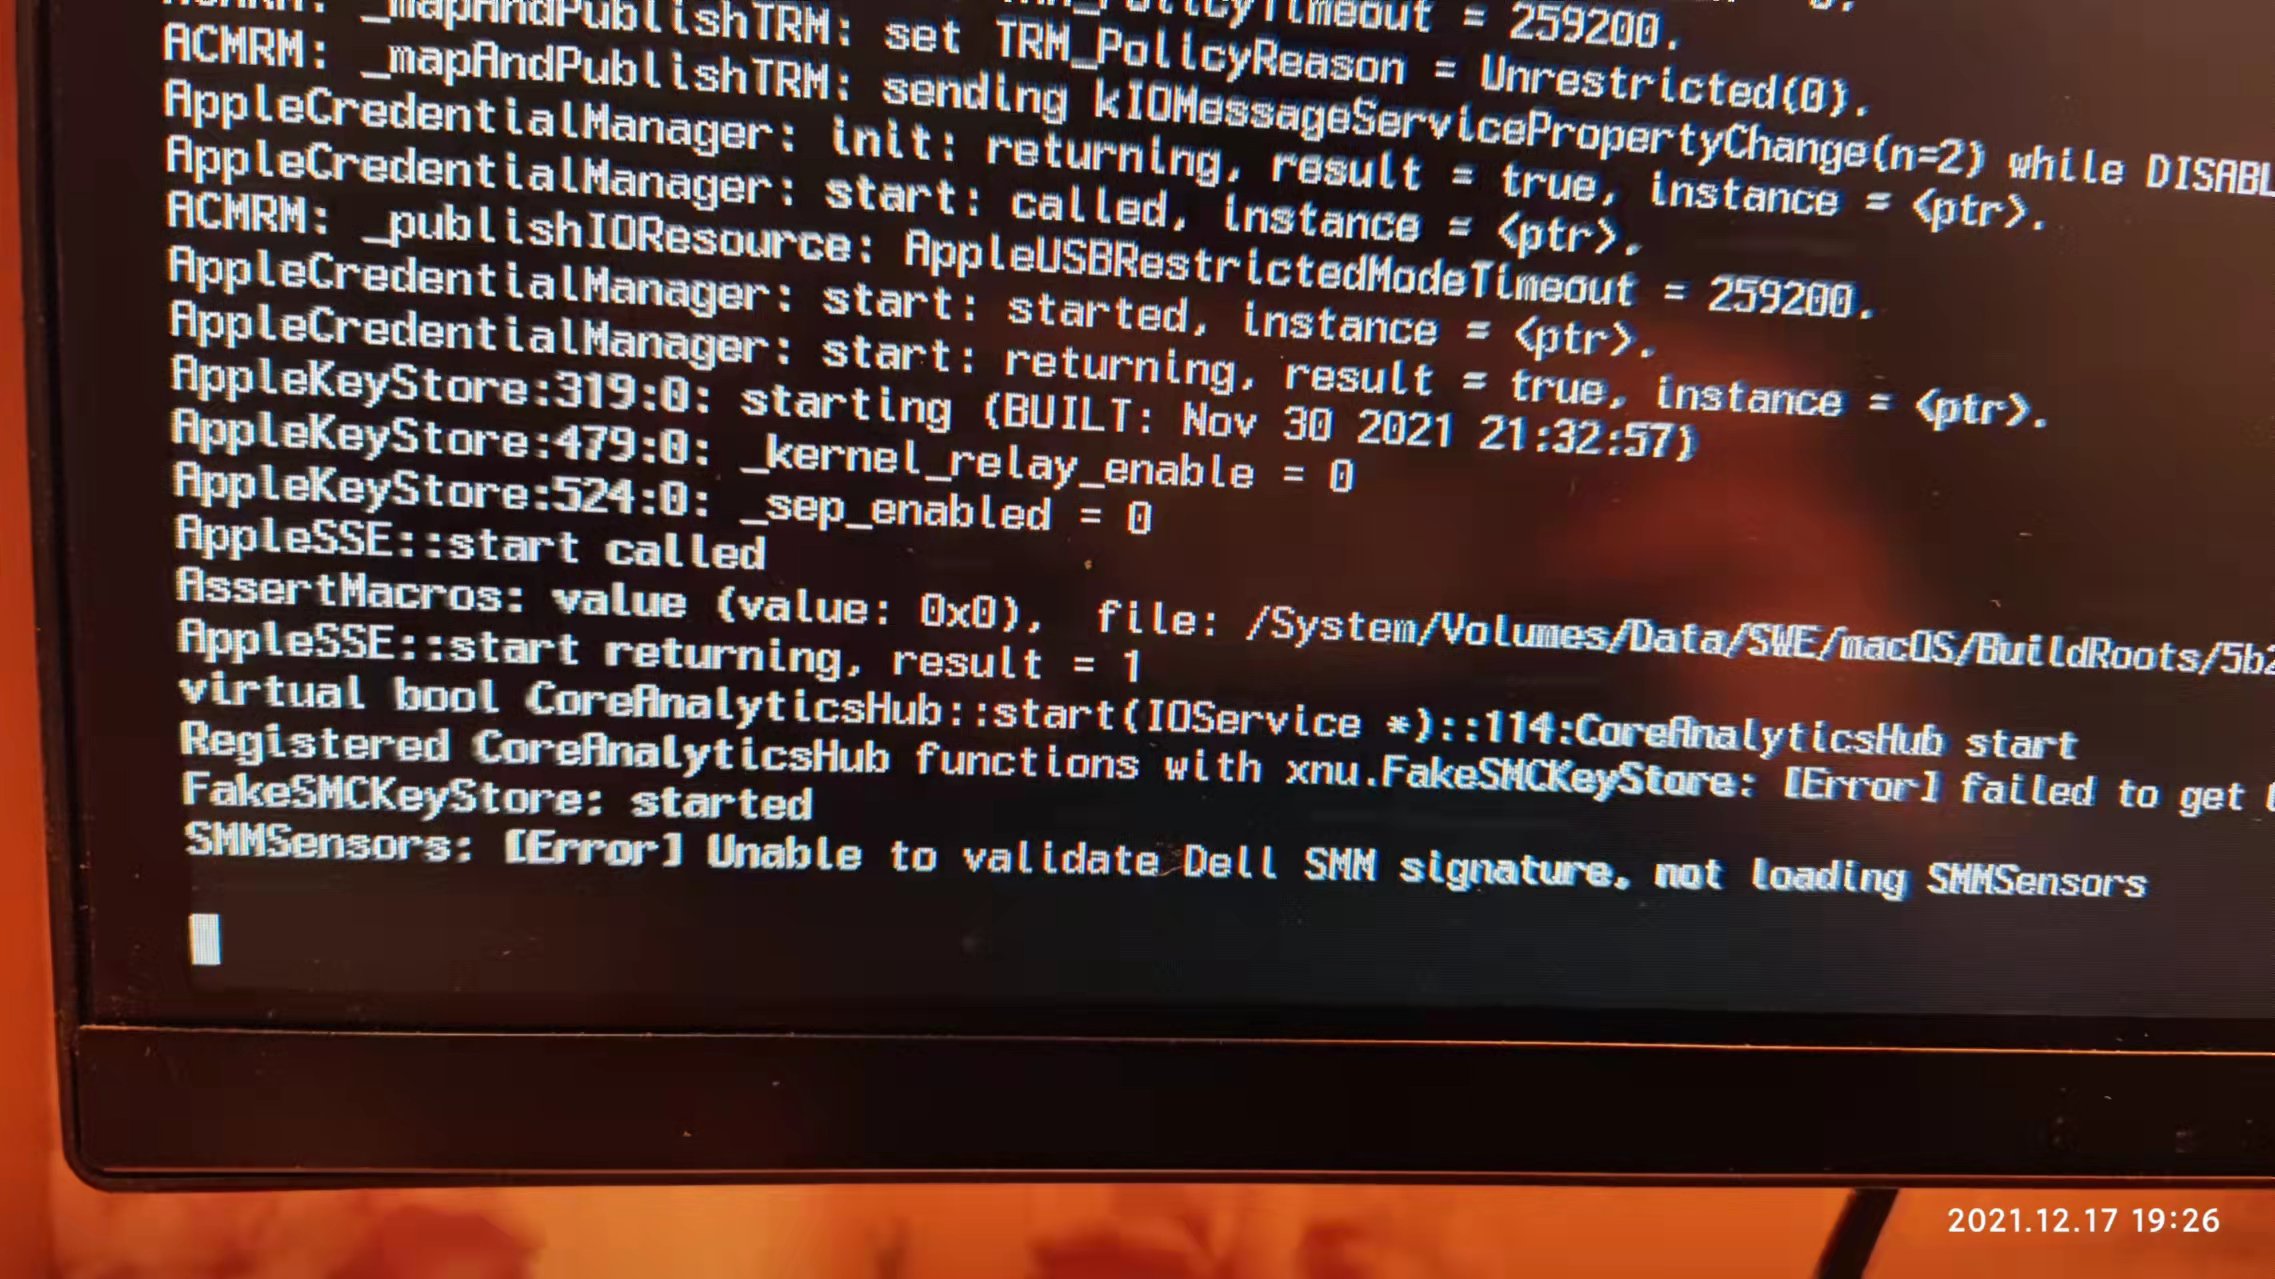 _mapAndPublishTRM: set TRM_PolicyTimeout = 259200.
ACMRM: _mapAndPublishTRM: set TRM_PolicyReason = Unrestricted(0).
ACMRM: _mapAndPublishTRM: sending kIOMessageServicePropertyChange(n=2) while DISABL
AppleCredentialManager: init: returning, result = true, instance = <ptr>.
AppleCredentialManager: start: called, instance = <ptr>.
ACMRM: _publishIOResource: AppleUSBRestrictedModeTimeout = 259200.
AppleCredentialManager: start: started, instance = <ptr>.
AppleCredentialManager: start: returning, result = true, instance = <ptr>.
AppleKeyStore:319:0: starting (BUILT: Nov 30 2021 21:32:57)
AppleKeyStore:479:0: _kernel_relay_enable = 0
AppleKeyStore:524:0: _sep_enabled = 0
AppleSSE::start called
AssertMacros: value (value: 0x0), file: /System/Volumes/Data/SWE/macOS/BuildRoots/5b2
AppleSSE::start returning, result = 1
virtual bool CoreAnalyticsHub::start(IOService *)::114:CoreAnalyticsHub start
Registered CoreAnalyticsHub functions with xnu.FakeSMCKeyStore: [Error] failed to get
FakeSMCKeyStore: started
SMMSensors: [Error] Unable to validate Dell SMM signature, not loading SMMSensors
2021.12.17 19:26